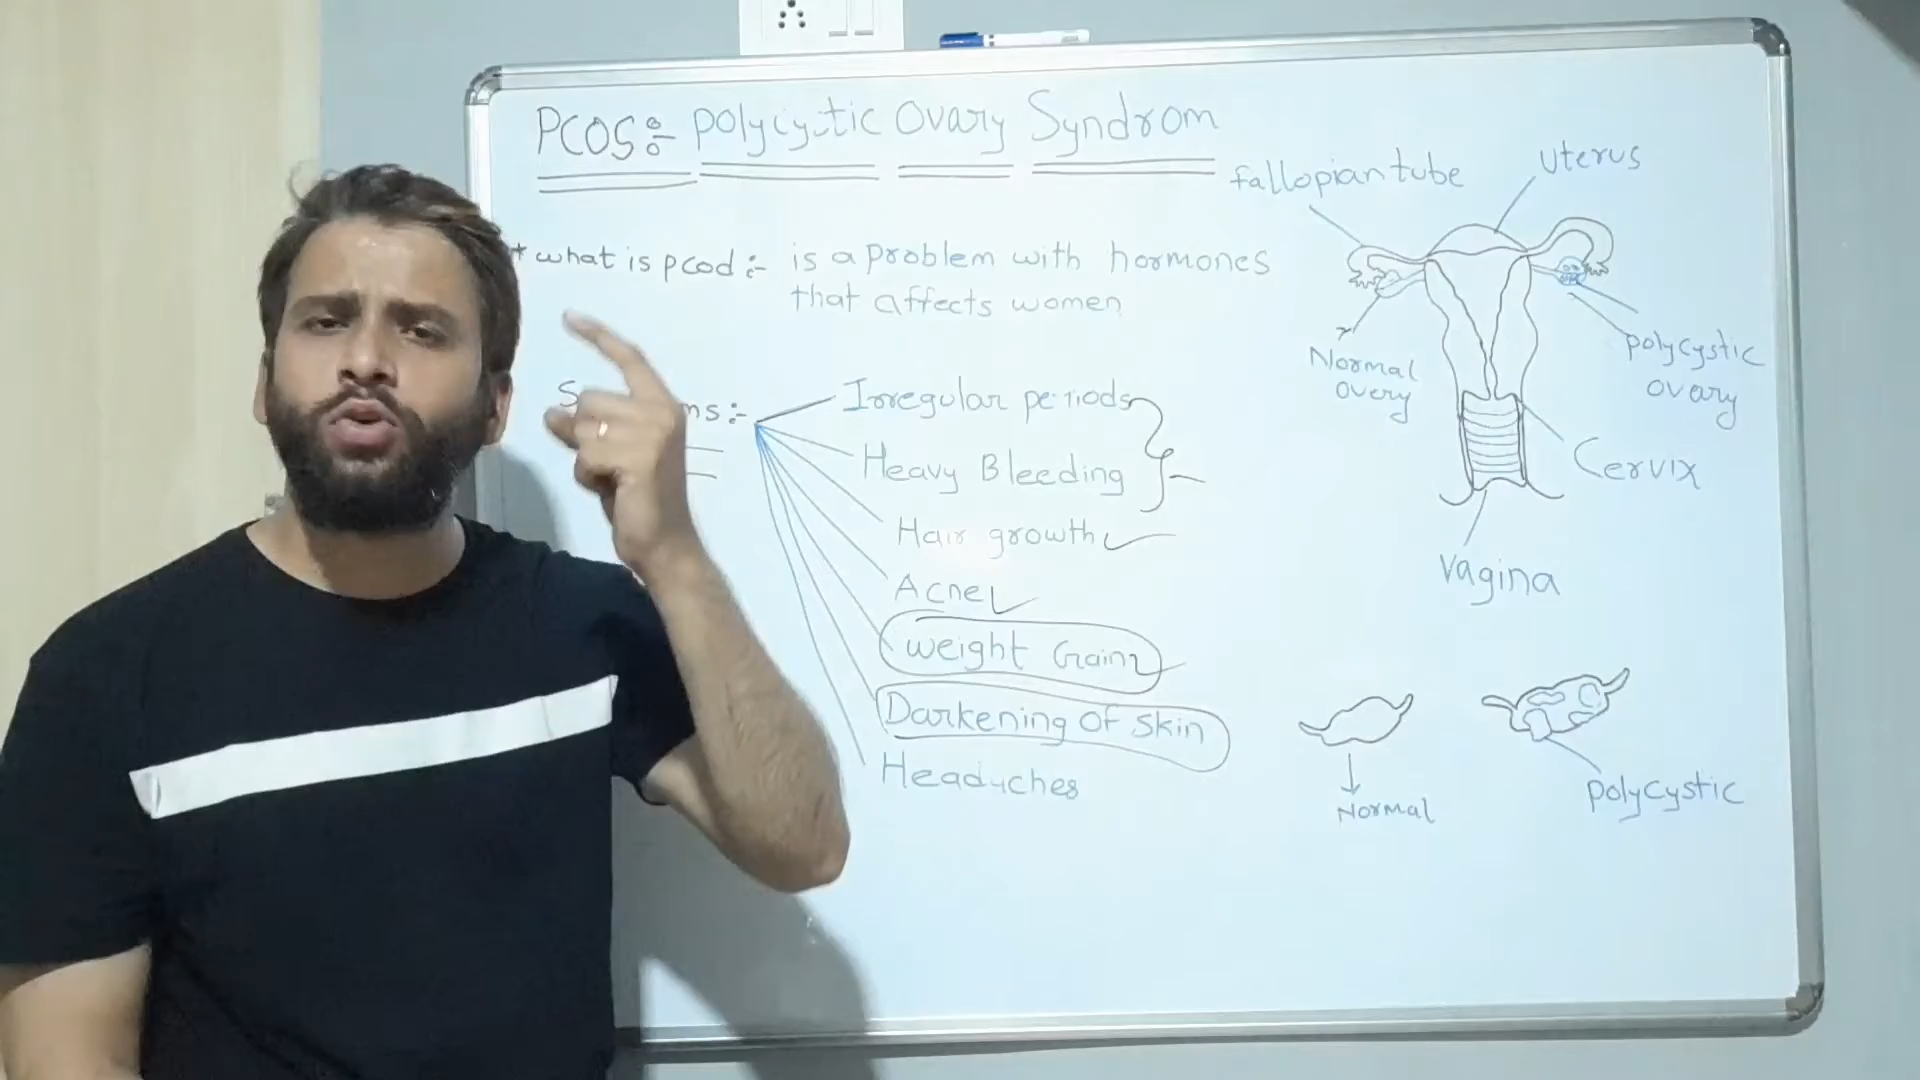 PCOS:- polycystic Ovary Syndrom
* what is pcod :- is a problem with hormones
that affects women
ms :-
Irregular periods
Heavy Bleeding
Hair growth
Acne
weight Gain
Darkening of skin
Headaches
fallopian tube
uterus
Normal
overy
polycystic
ovary
Cervix
vagina
Normal
polycystic